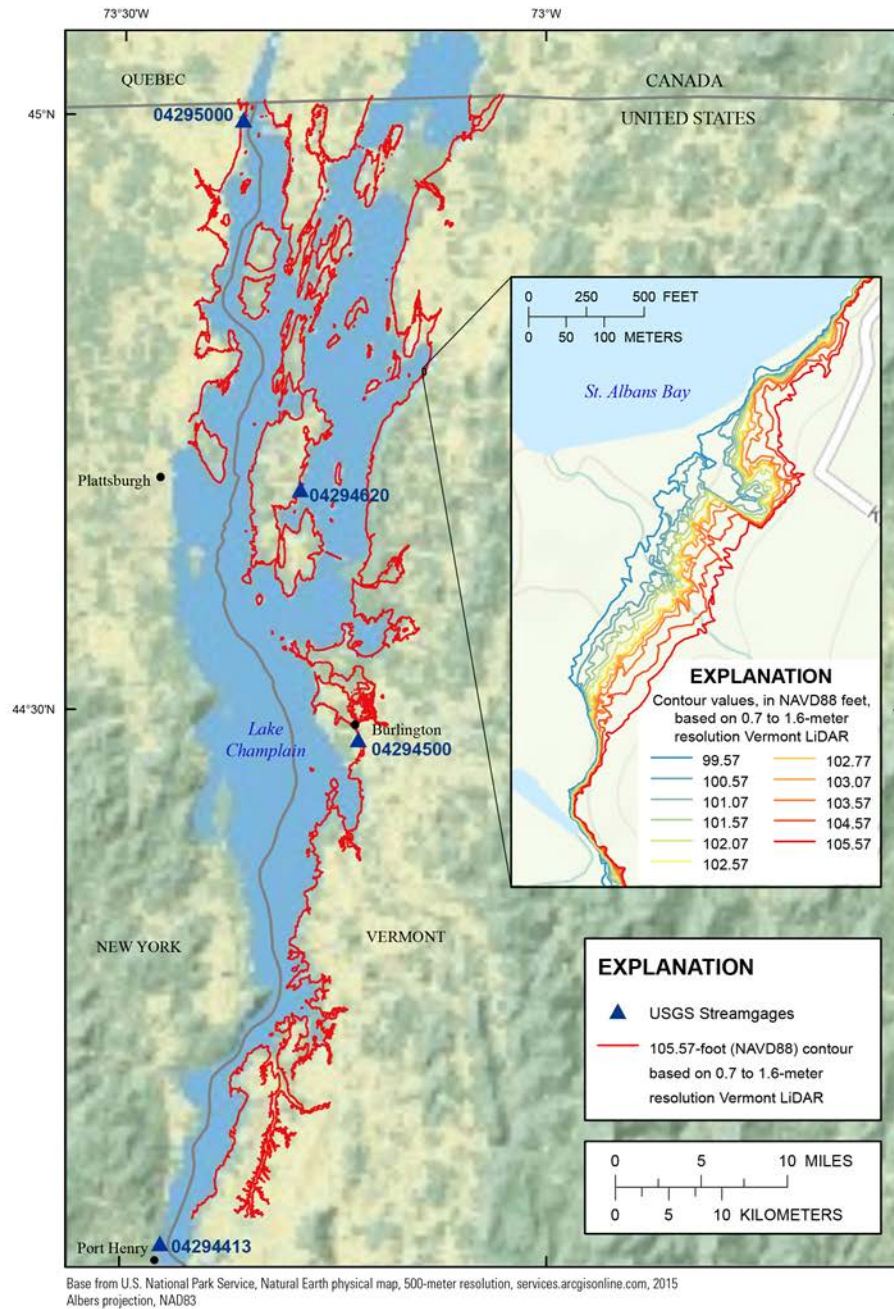 73°30'W
73°W
QUEBEC
CANADA
45°N
04295000
UNITED STATES
0 250 500 FEET
0 50 100 METERS
St. Albans Bay
K
Plattsburgh
04294620
EXPLANATION
Contour values, in NAVD88 feet,
based on 0.7 to 1.6-meter
resolution Vermont LiDAR
99.57 102.77
100.57 103.07
101.07 103.57
101.57 104.57
102.07 105.57
102.57
44°30'N
Lake
Champlain
Burlington
04294500
NEW YORK
VERMONT
EXPLANATION
USGS Streamgages
105.57-foot (NAVD88) contour
based on 0.7 to 1.6-meter
resolution Vermont LiDAR
0 5 10 MILES
0 5 10 KILOMETERS
Port Henry
04294413
Base from U.S. National Park Service, Natural Earth physical map, 500-meter resolution, services.arcgisonline.com, 2015
Albers projection, NAD83